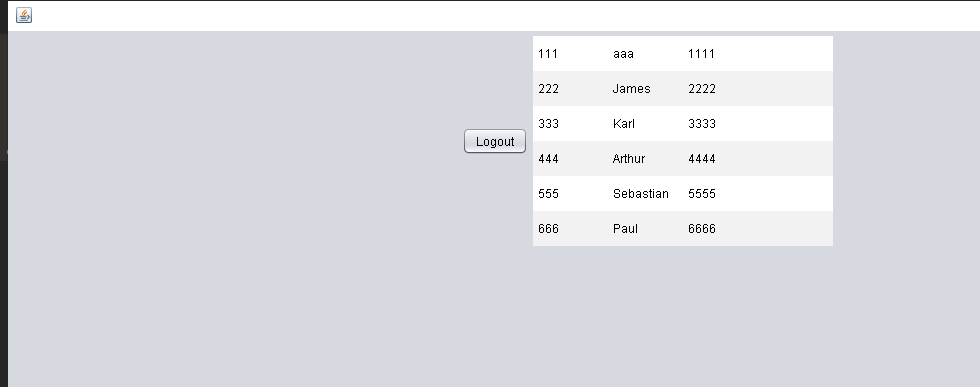 111 aaa 1111
222 James 2222
333 Karl 3333
Logout
444 Arthur 4444
555 Sebastian 5555
666 Paul 6666